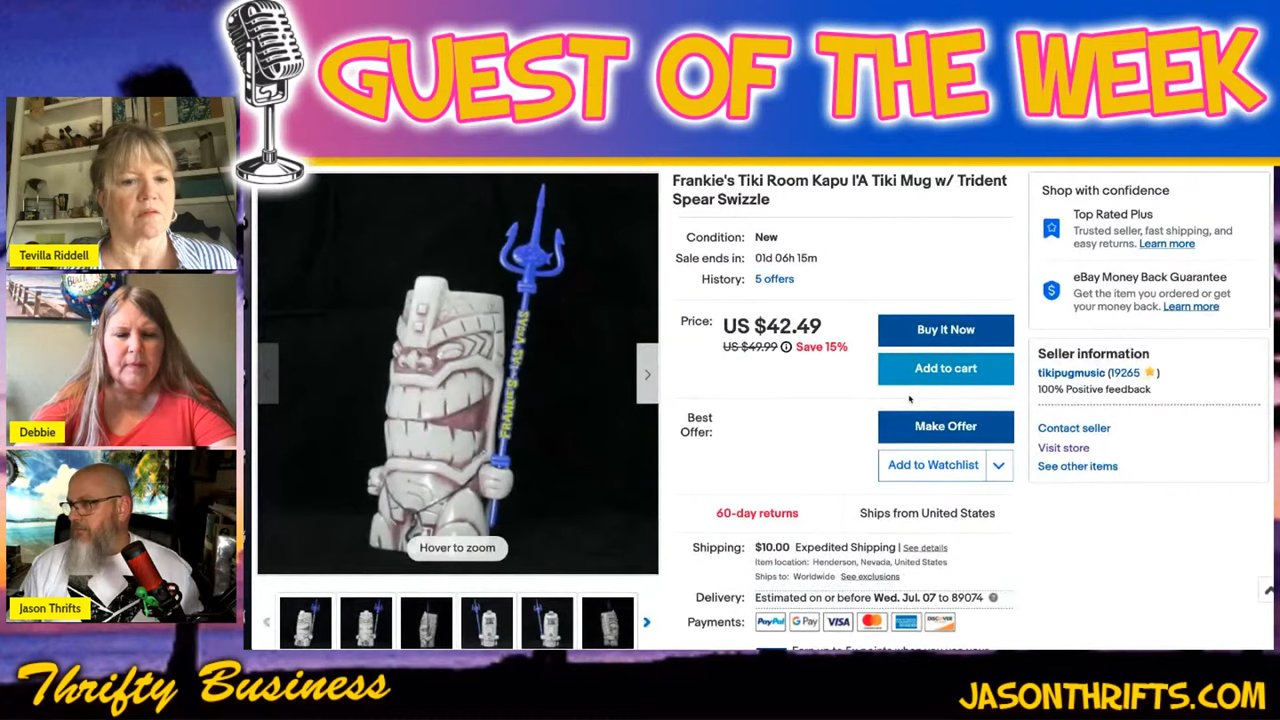 GUEST OF THE WEEK
Tevilla Riddell
Debbie
Jason Thrifts
FRANKIE'S LAS VEGAS
Hover to zoom
Frankie's Tiki Room Kapu I'A Tiki Mug w/ Trident
Spear Swizzle
Condition: New
Sale ends in: 01d 06h 15m
History: 5 offers
Price: US $42.49
US $49.99 Save 15%
Buy It Now
Add to cart
Best
Offer:
Make Offer
Add to Watchlist
60-day returns Ships from United States
Shipping: $10.00 Expedited Shipping | See details
Item location: Henderson, Nevada, United States
Ships to: Worldwide See exclusions
Delivery: Estimated on or before Wed. Jul. 07 to 89074
Payments: PayPal G Pay VISA
Shop with confidence
Top Rated Plus
Trusted seller, fast shipping, and
easy returns. Learn more
eBay Money Back Guarantee
Get the item you ordered or get
your money back. Learn more
Seller information
tikipugmusic (19265 )
100% Positive feedback
Contact seller
Visit store
See other items
Thrifty Business
JASONTHRIFTS.COM